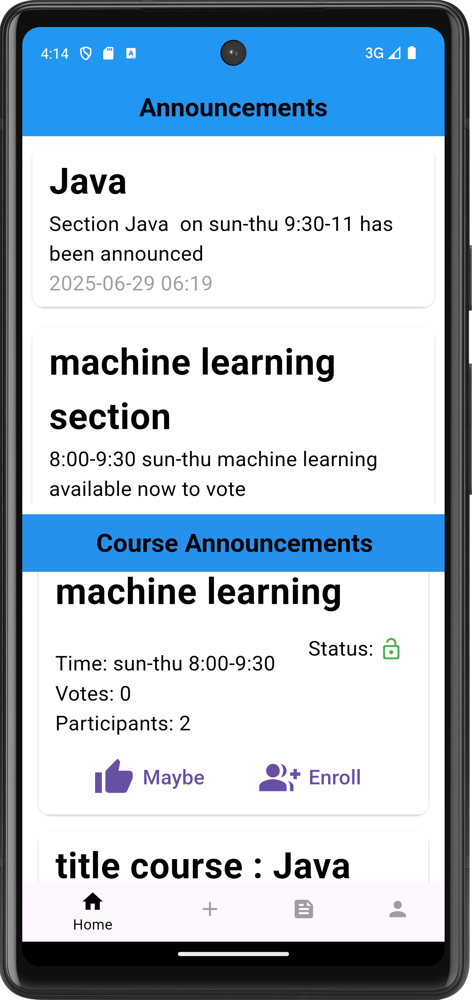 4:14
3G
Announcements
Java
Section Java  on sun-thu 9:30-11 has
been announced
2025-06-29 06:19
machine learning
section
8:00-9:30 sun-thu machine learning
available now to vote
Course Announcements
machine learning
Status:
Time: sun-thu 8:00-9:30
Votes: 0
Participants: 2
Maybe
Enroll
title course : Java
Home